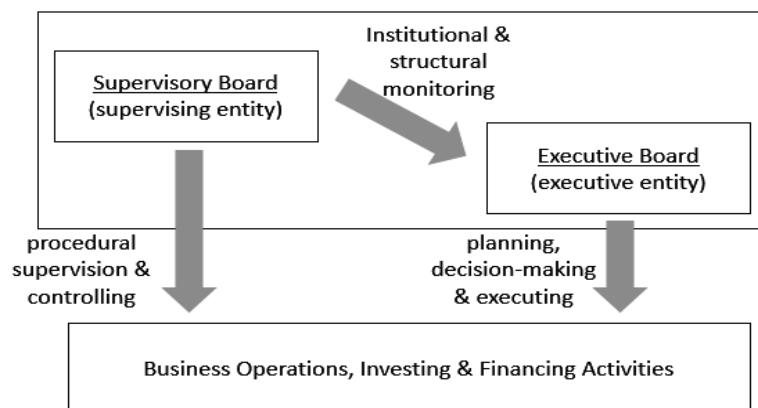 Institutional &
structural
monitoring
Supervisory Board
(supervising entity)
Executive Board
(executive entity)
procedural
supervision &
controlling
planning,
decision-making
& executing
Business Operations, Investing & Financing Activities